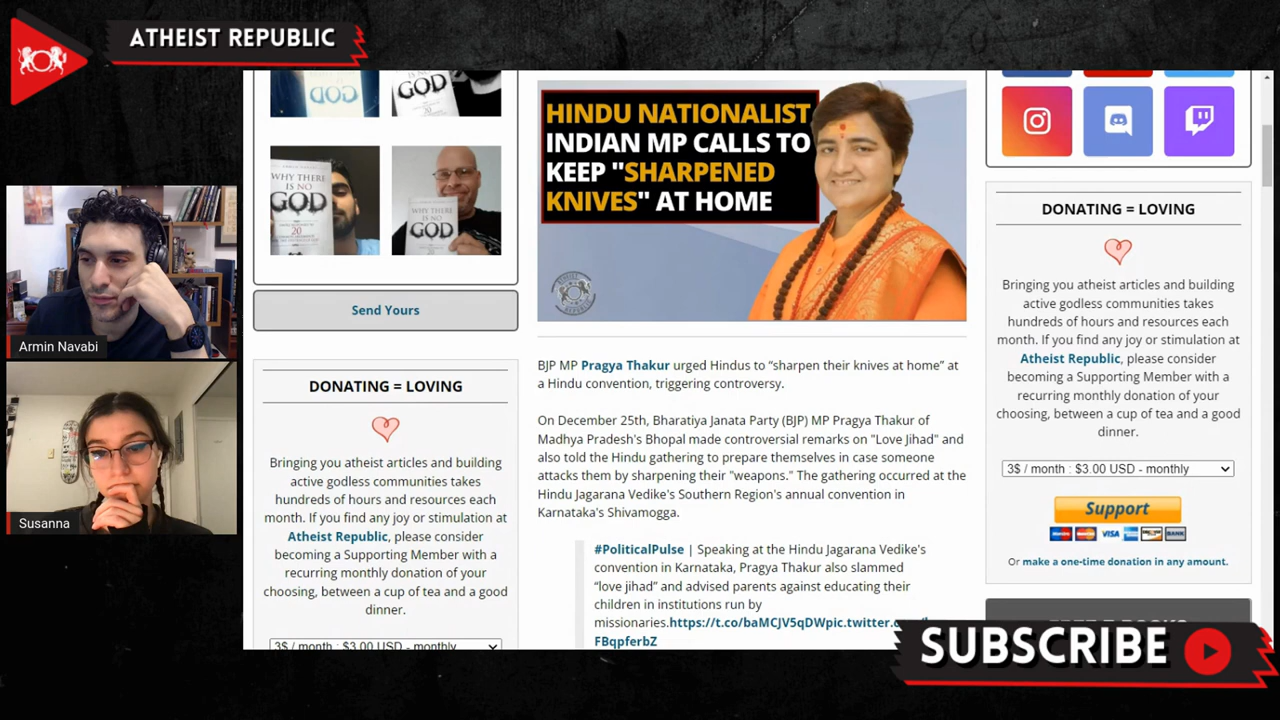 ATHEIST REPUBLIC
GOD
GOD
WHY THERE
IS NO
GOD
20
WHY THERE
IS NO
GOD
Send Yours
DONATING = LOVING
Bringing you atheist articles and building
active godless communities takes
hundreds of hours and resources each
month. If you find any joy or stimulation at
Atheist Republic, please consider
becoming a Supporting Member with a
recurring monthly donation of your
choosing, between a cup of tea and a good
dinner.
3$ / month : $3.00 USD - monthly
Armin Navabi
Susanna
HINDU NATIONALIST
INDIAN MP CALLS TO
KEEP "SHARPENED
KNIVES" AT HOME
BJP MP Pragya Thakur urged Hindus to “sharpen their knives at home” at
a Hindu convention, triggering controversy.
On December 25th, Bharatiya Janata Party (BJP) MP Pragya Thakur of
Madhya Pradesh's Bhopal made controversial remarks on "Love Jihad" and
also told the Hindu gathering to prepare themselves in case someone
attacks them by sharpening their "weapons." The gathering occurred at the
Hindu Jagarana Vedike's Southern Region's annual convention in
Karnataka's Shivamogga.
#PoliticalPulse | Speaking at the Hindu Jagarana Vedike's
convention in Karnataka, Pragya Thakur also slammed
“love jihad” and advised parents against educating their
children in institutions run by
missionaries.https://t.co/baMCJV5qDWpic.twitter.c
FBqpferbZ
DONATING = LOVING
Bringing you atheist articles and building
active godless communities takes
hundreds of hours and resources each
month. If you find any joy or stimulation at
Atheist Republic, please consider
becoming a Supporting Member with a
recurring monthly donation of your
choosing, between a cup of tea and a good
dinner.
3$ / month : $3.00 USD - monthly
Support
VISA
BANK
Or make a one-time donation in any amount.
SUBSCRIBE